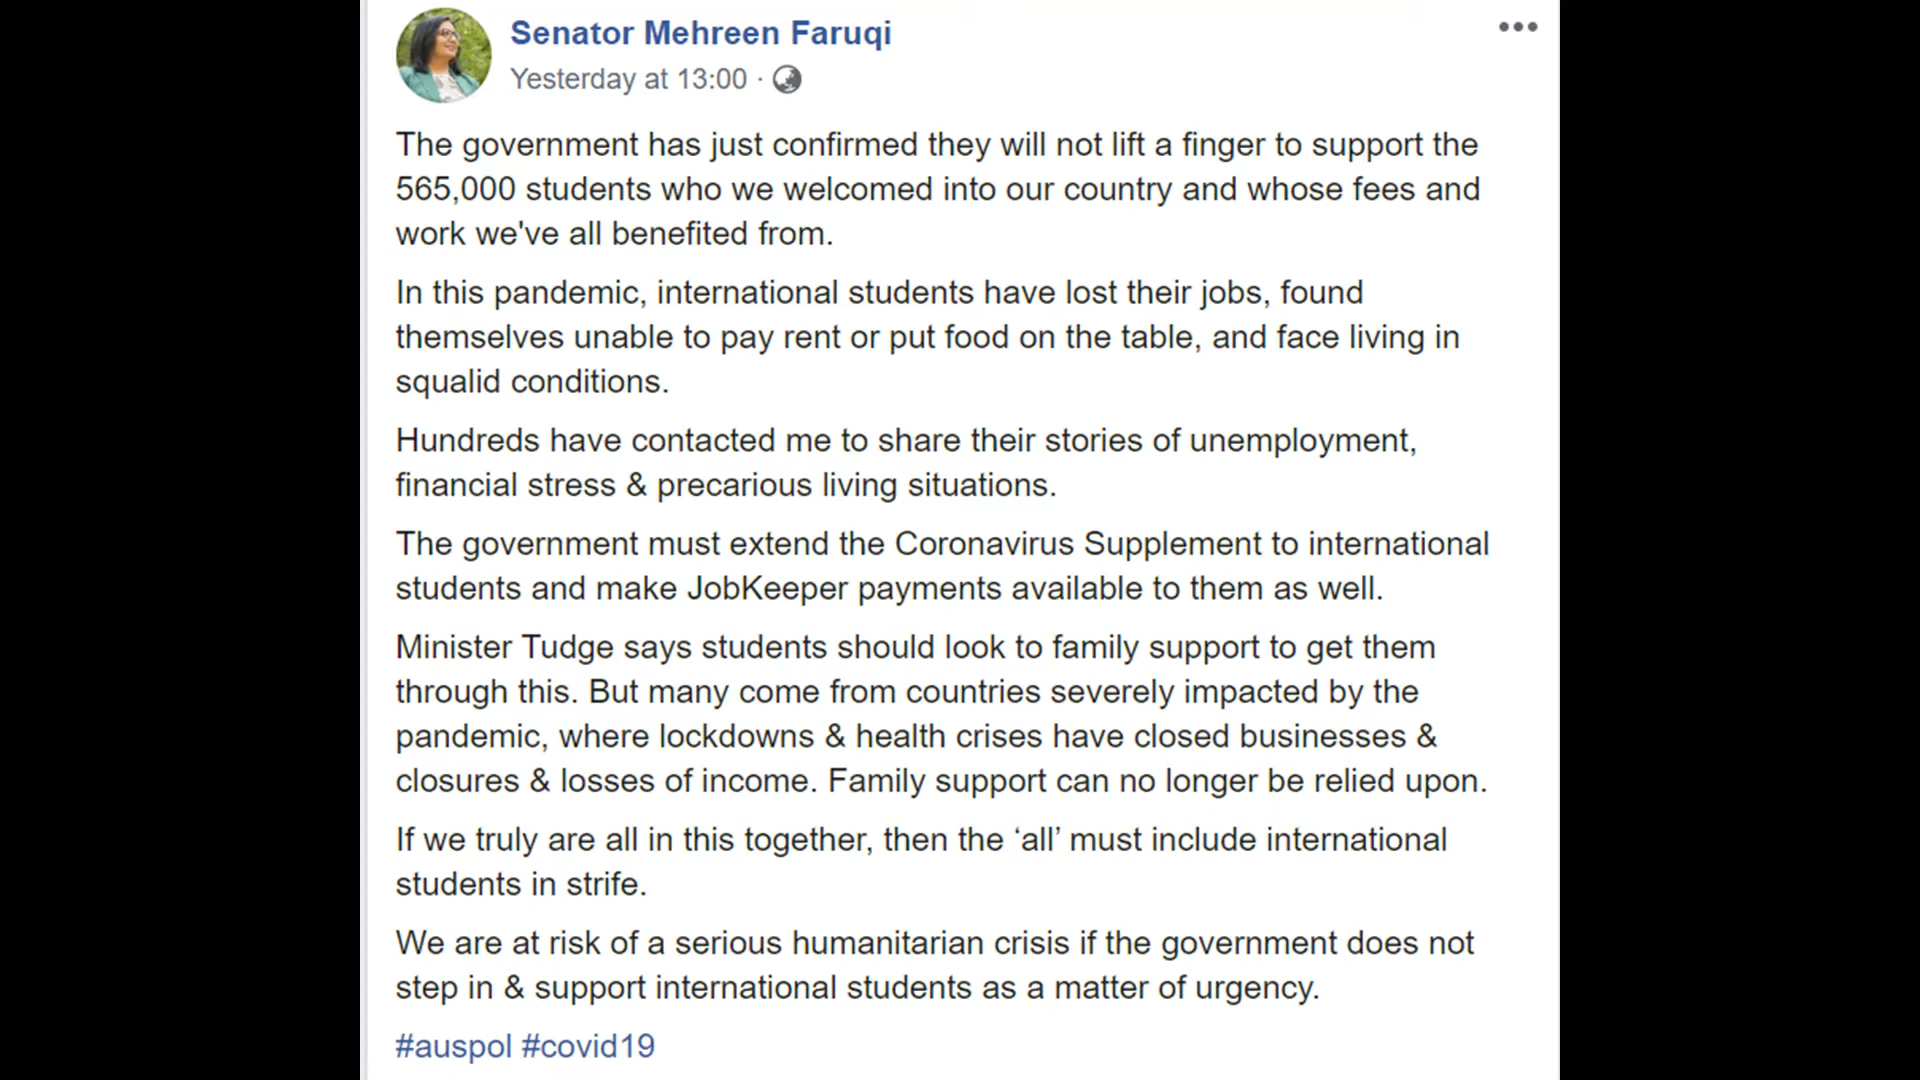 Senator Mehreen Faruqi
Yesterday at 13:00 ·
The government has just confirmed they will not lift a finger to support the
565,000 students who we welcomed into our country and whose fees and
work we've all benefited from.
In this pandemic, international students have lost their jobs, found
themselves unable to pay rent or put food on the table, and face living in
squalid conditions.
Hundreds have contacted me to share their stories of unemployment,
financial stress & precarious living situations.
The government must extend the Coronavirus Supplement to international
students and make JobKeeper payments available to them as well.
Minister Tudge says students should look to family support to get them
through this. But many come from countries severely impacted by the
pandemic, where lockdowns & health crises have closed businesses &
closures & losses of income. Family support can no longer be relied upon.
If we truly are all in this together, then the ‘all’ must include international
students in strife.
We are at risk of a serious humanitarian crisis if the government does not
step in & support international students as a matter of urgency.
#auspol #covid19